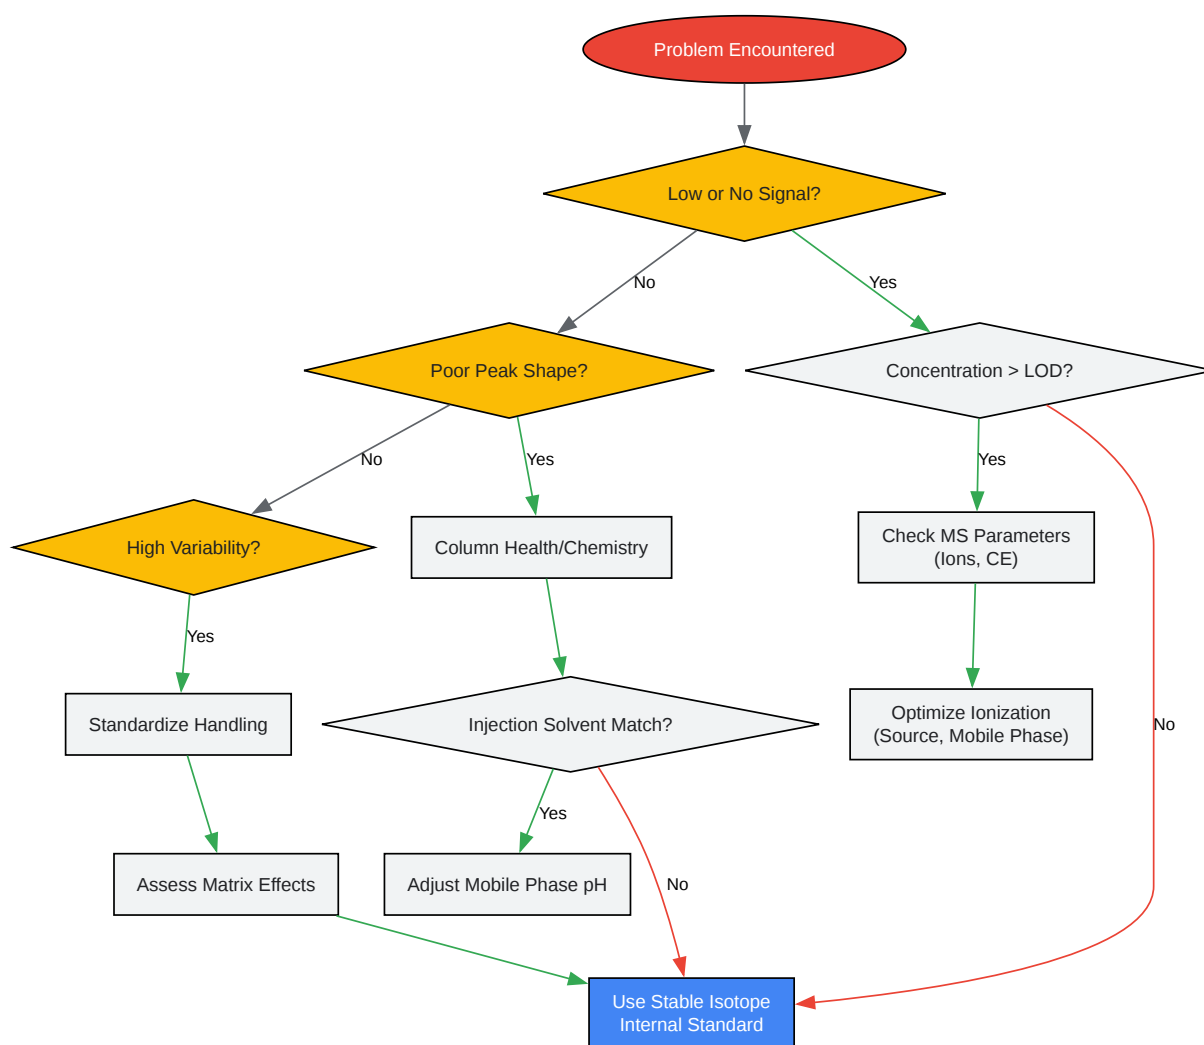 Problem Encountered
Low or No Signal?
No
Yes
Poor Peak Shape?
Concentration > LOD?
No
Yes
Yes
High Variability?
Column Health/Chemistry
Check MS Parameters
(Ions, CE)
Yes
Standardize Handling
Injection Solvent Match?
Optimize Ionization
(Source, Mobile Phase)
No
Yes
Assess Matrix Effects
Adjust Mobile Phase pH
No
Use Stable Isotope
Internal Standard